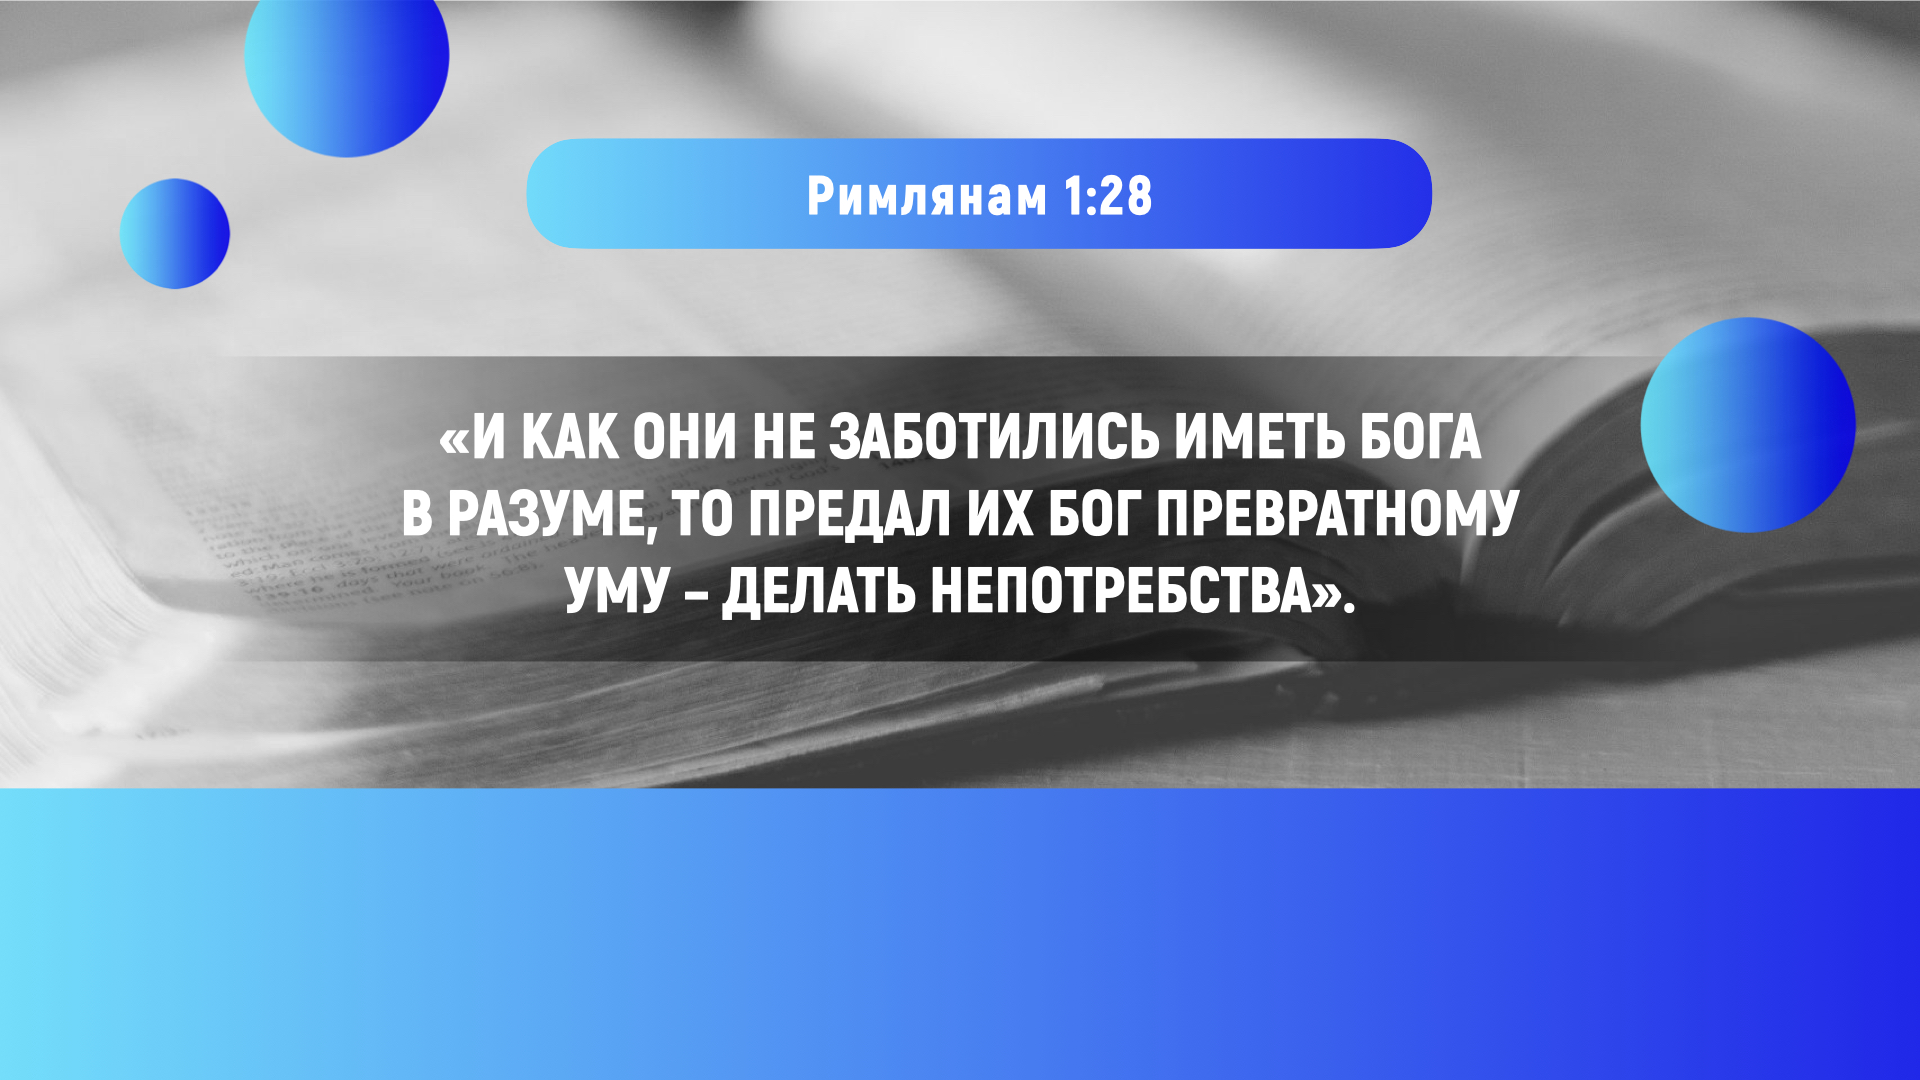 Римлянам 1:28
«И КАК ОНИ НЕ ЗАБОТИЛИСЬ ИМЕТЬ БОГА
В РАЗУМЕ, ТО ПРЕДАЛ ИХ БОГ ПРЕВРАТНОМУ
УМУ – ДЕЛАТЬ НЕПОТРЕБСТВА».